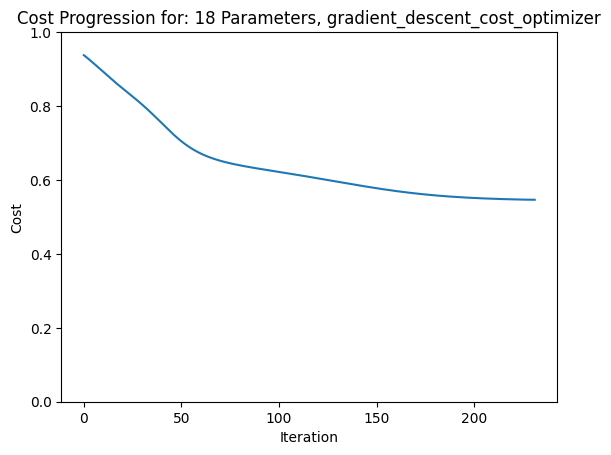 Cost Progression for: 18 Parameters, gradient_descent_cost_optimizer
1.0
0.8
0.6
0.4
0.2
0.0
Cost
0 50 100 150 200
Iteration